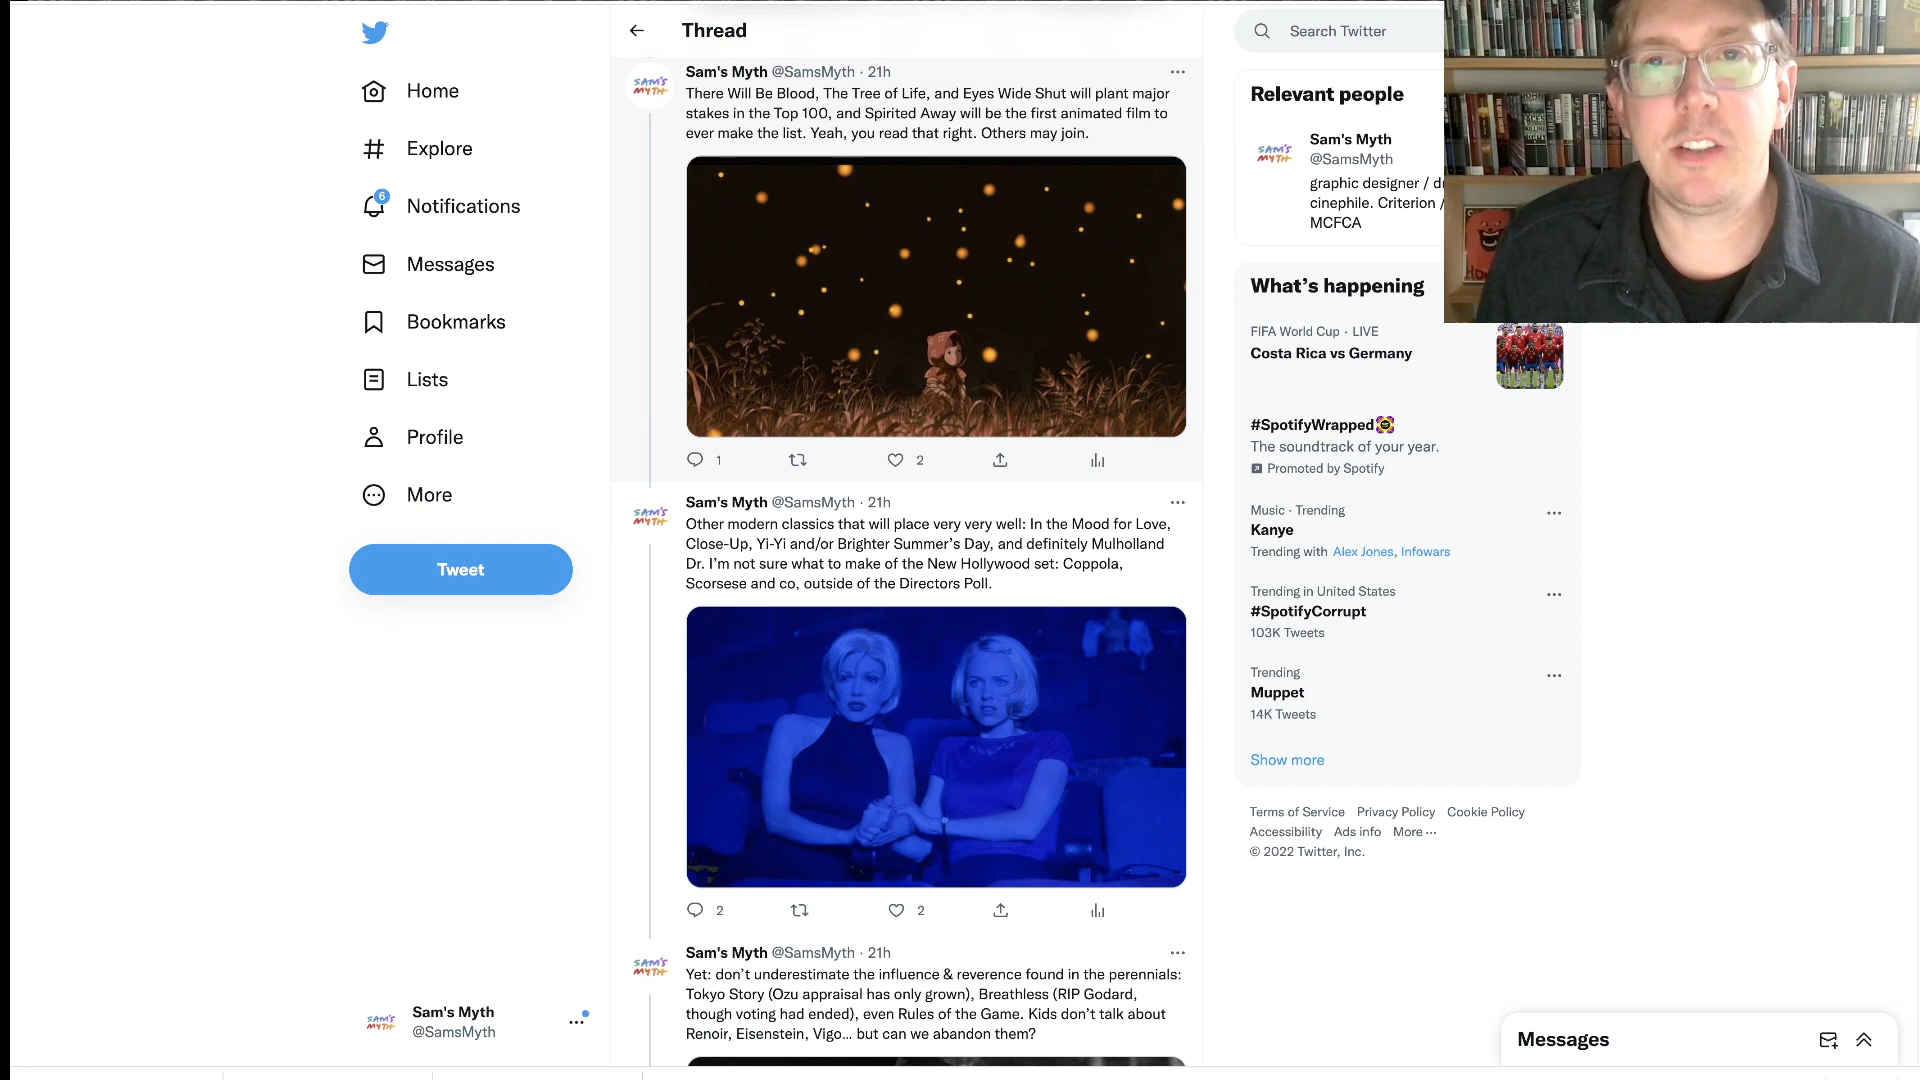 Home
Explore
6
Notifications
Messages
Bookmarks
Lists
Profile
More
Tweet
Sam's Myth
@SamsMyth
Thread
SAM'S
MYTH
Sam's Myth @SamsMyth · 21h
There Will Be Blood, The Tree of Life, and Eyes Wide Shut will plant major
stakes in the Top 100, and Spirited Away will be the first animated film to
ever make the list. Yeah, you read that right. Others may join.
1
2
SAM'S
MYTH
Sam's Myth @SamsMyth · 21h
Other modern classics that will place very very well: In the Mood for Love,
Close-Up, Yi-Yi and/or Brighter Summer's Day, and definitely Mulholland
Dr. I'm not sure what to make of the New Hollywood set: Coppola,
Scorsese and co, outside of the Directors Poll.
2
2
SAM'S
MYTH
Sam's Myth @SamsMyth · 21h
Yet: don't underestimate the influence & reverence found in the perennials:
Tokyo Story (Ozu appraisal has only grown), Breathless (RIP Godard,
though voting had ended), even Rules of the Game. Kids don't talk about
Renoir, Eisenstein, Vigo... but can we abandon them?
Search Twitter
Relevant people
SAM'S
MYTH
Sam's Myth
@SamsMyth
graphic designer /
cinephile. Criterion /
MCFCA
What's happening
FIFA World Cup · LIVE
Costa Rica vs Germany
#SpotifyWrapped
The soundtrack of your year.
Promoted by Spotify
Music · Trending
Kanye
Trending with Alex Jones, Infowars
Trending in United States
#SpotifyCorrupt
103K Tweets
Trending
Muppet
14K Tweets
Show more
Terms of Service Privacy Policy Cookie Policy
Accessibility Ads info More ···
© 2022 Twitter, Inc.
SAM'S
MYTH
Messages